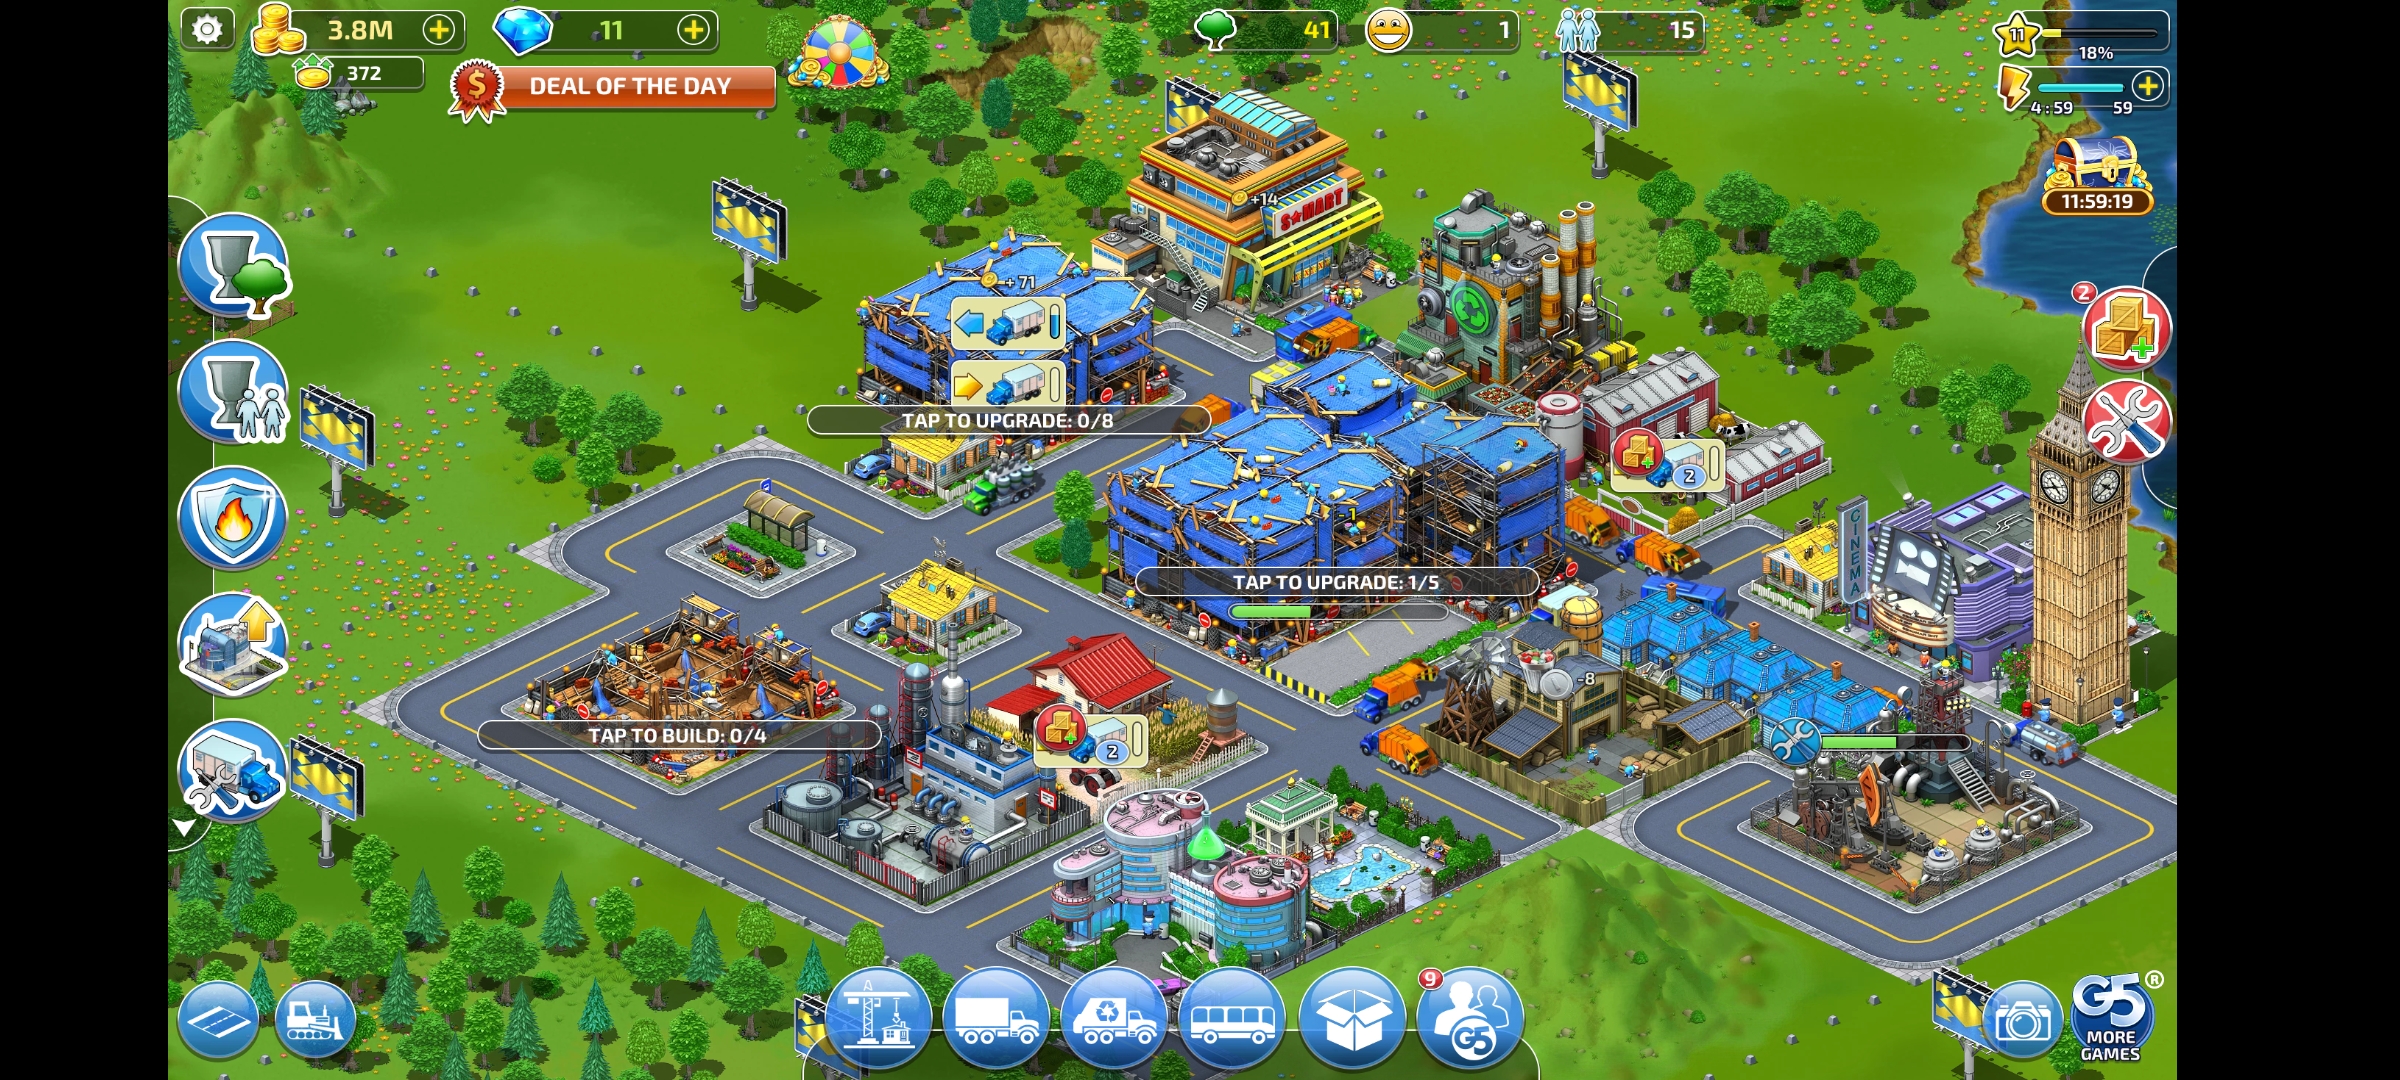 3.8M
11
41
1
15
11
18%
372
DEAL OF THE DAY
4:59
59
11:59:19
+14
S★MART
+71
2
TAP TO UPGRADE: 0/8
2
CINEMA
-1
TAP TO UPGRADE: 1/5
-8
TAP TO BUILD: 0/4
2
9
G5
G5®
MORE
GAMES